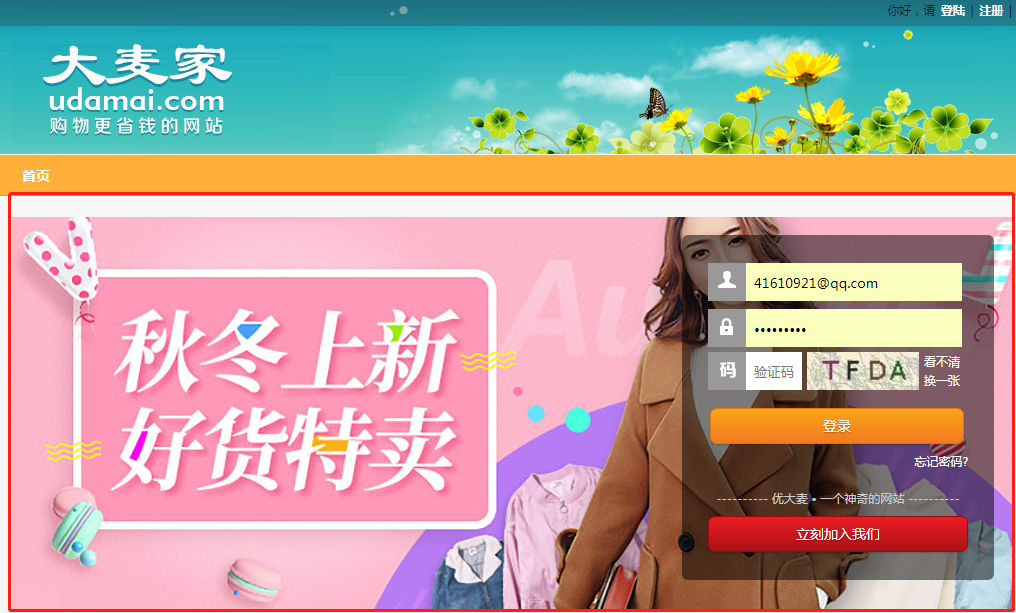 你好，请 登陆 | 注册 |
大麦家
udamai.com
购物更省钱的网站
首页
Au
秋冬上新
好货特卖
41610921@qq.com
•••••••••
码 验证码 TFDA 看不清
换一张
登录
忘记密码?
---------- 优大麦 • 一个神奇的网站 ----------
立刻加入我们